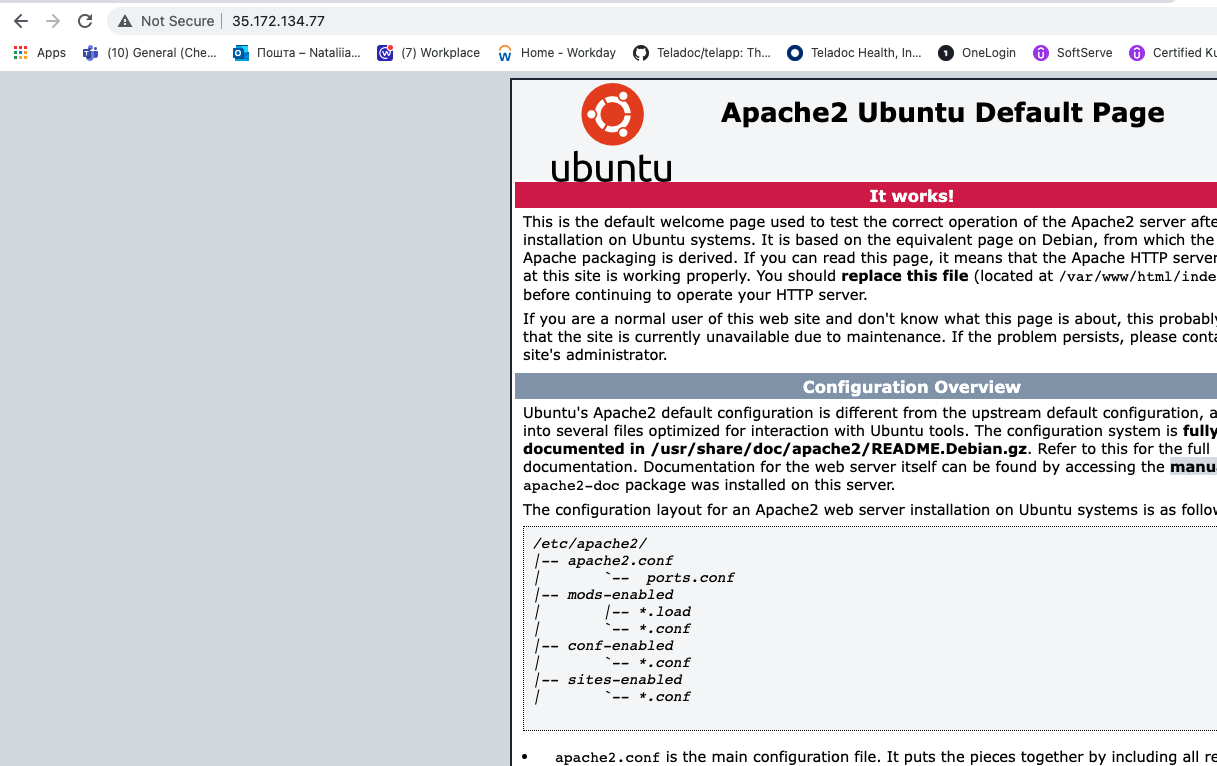 Not Secure 35.172.134.77
Apps (10) General (Che... Пошта – Nataliia... (7) Workplace Home - Workday Teladoc/telapp: Th... Teladoc Health, In... OneLogin SoftServe Certified Ku
ubuntu
Apache2 Ubuntu Default Page
It works!
This is the default welcome page used to test the correct operation of the Apache2 server afte
installation on Ubuntu systems. It is based on the equivalent page on Debian, from which the
Apache packaging is derived. If you can read this page, it means that the Apache HTTP server
at this site is working properly. You should replace this file (located at /var/www/html/inde
before continuing to operate your HTTP server.
If you are a normal user of this web site and don't know what this page is about, this probably
that the site is currently unavailable due to maintenance. If the problem persists, please conta
site's administrator.
Configuration Overview
Ubuntu's Apache2 default configuration is different from the upstream default configuration, a
into several files optimized for interaction with Ubuntu tools. The configuration system is fully
documented in /usr/share/doc/apache2/README.Debian.gz. Refer to this for the full
documentation. Documentation for the web server itself can be found by accessing the manua
apache2-doc package was installed on this server.
The configuration layout for an Apache2 web server installation on Ubuntu systems is as follow
/etc/apache2/
|-- apache2.conf
|       `--  ports.conf
|-- mods-enabled
|       |-- *.load
|       `-- *.conf
|-- conf-enabled
|       `-- *.conf
|-- sites-enabled
|       `-- *.conf
• apache2.conf is the main configuration file. It puts the pieces together by including all re